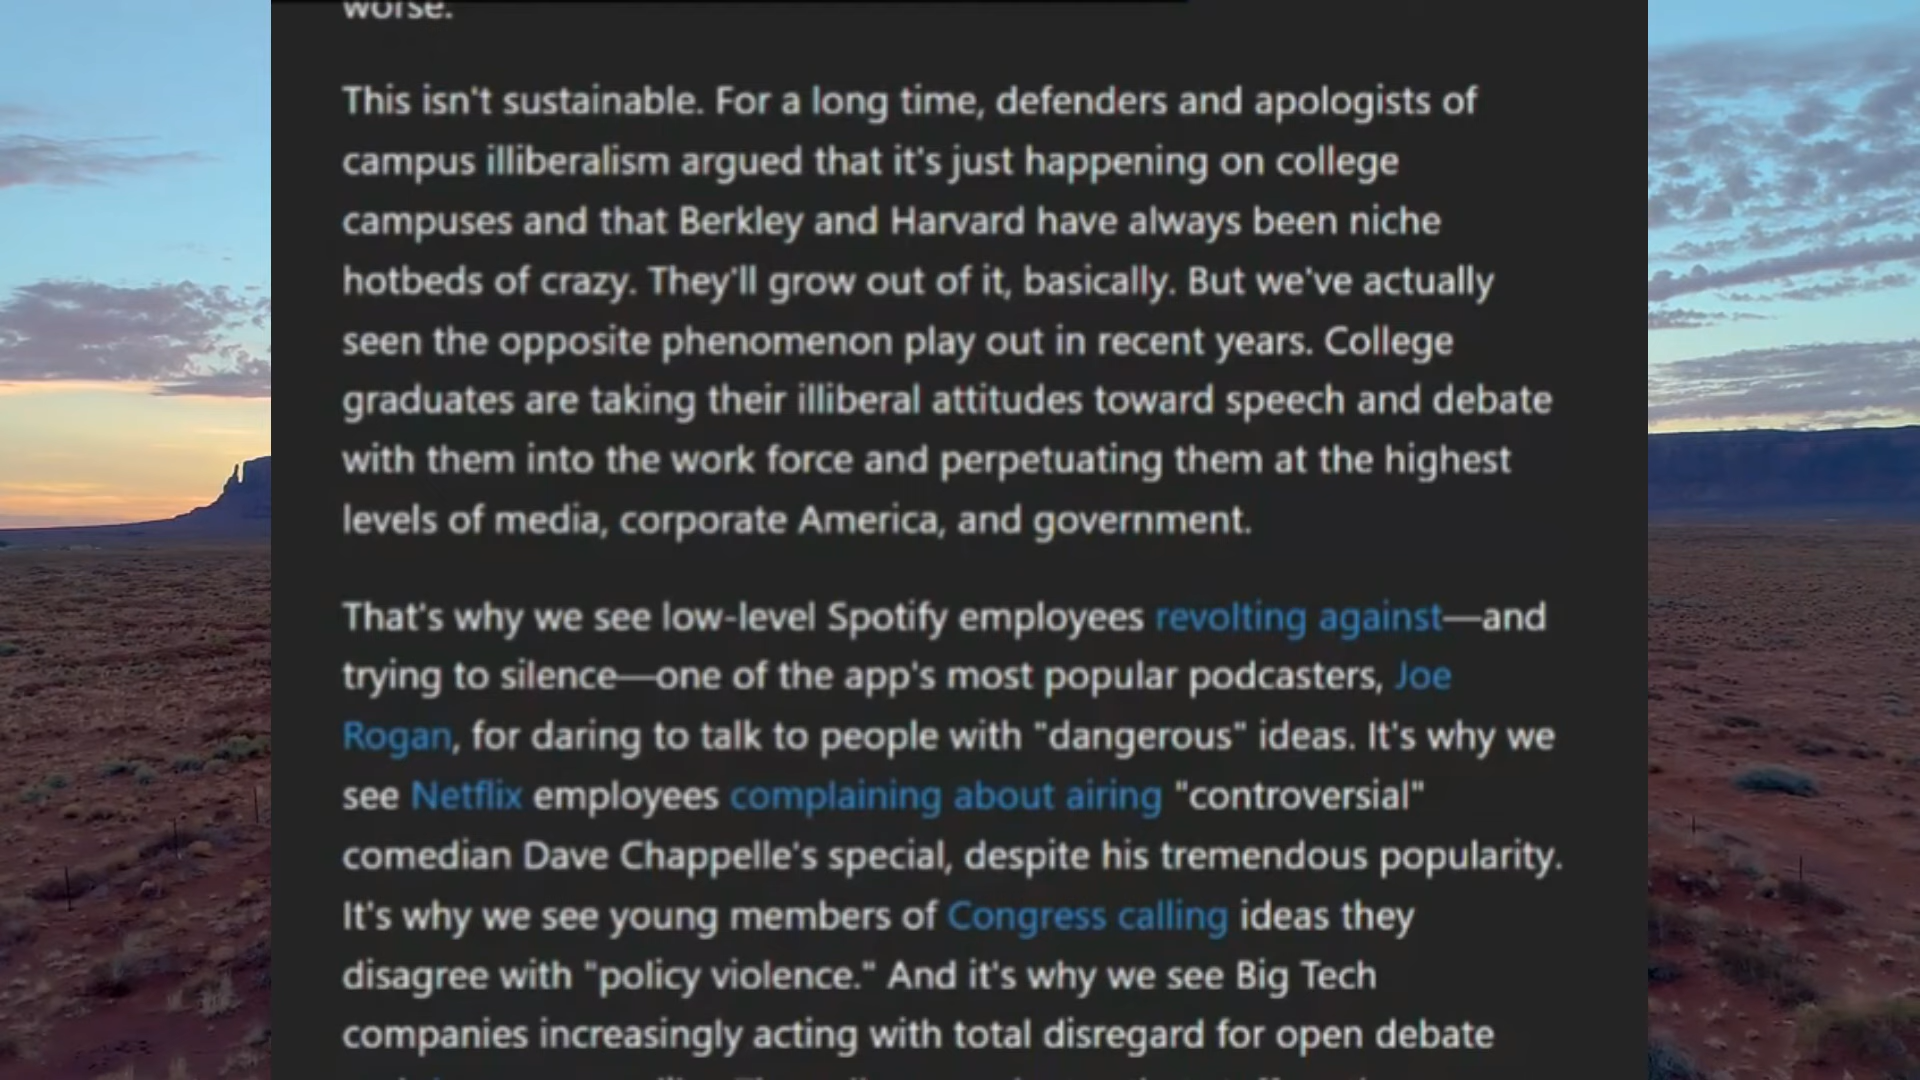 worse.
This isn't sustainable. For a long time, defenders and apologists of
campus illiberalism argued that it's just happening on college
campuses and that Berkley and Harvard have always been niche
hotbeds of crazy. They'll grow out of it, basically. But we've actually
seen the opposite phenomenon play out in recent years. College
graduates are taking their illiberal attitudes toward speech and debate
with them into the work force and perpetuating them at the highest
levels of media, corporate America, and government.
That's why we see low-level Spotify employees revolting against—and
trying to silence—one of the app's most popular podcasters, Joe
Rogan, for daring to talk to people with "dangerous" ideas. It's why we
see Netflix employees complaining about airing "controversial"
comedian Dave Chappelle's special, despite his tremendous popularity.
It's why we see young members of Congress calling ideas they
disagree with "policy violence." And it's why we see Big Tech
companies increasingly acting with total disregard for open debate